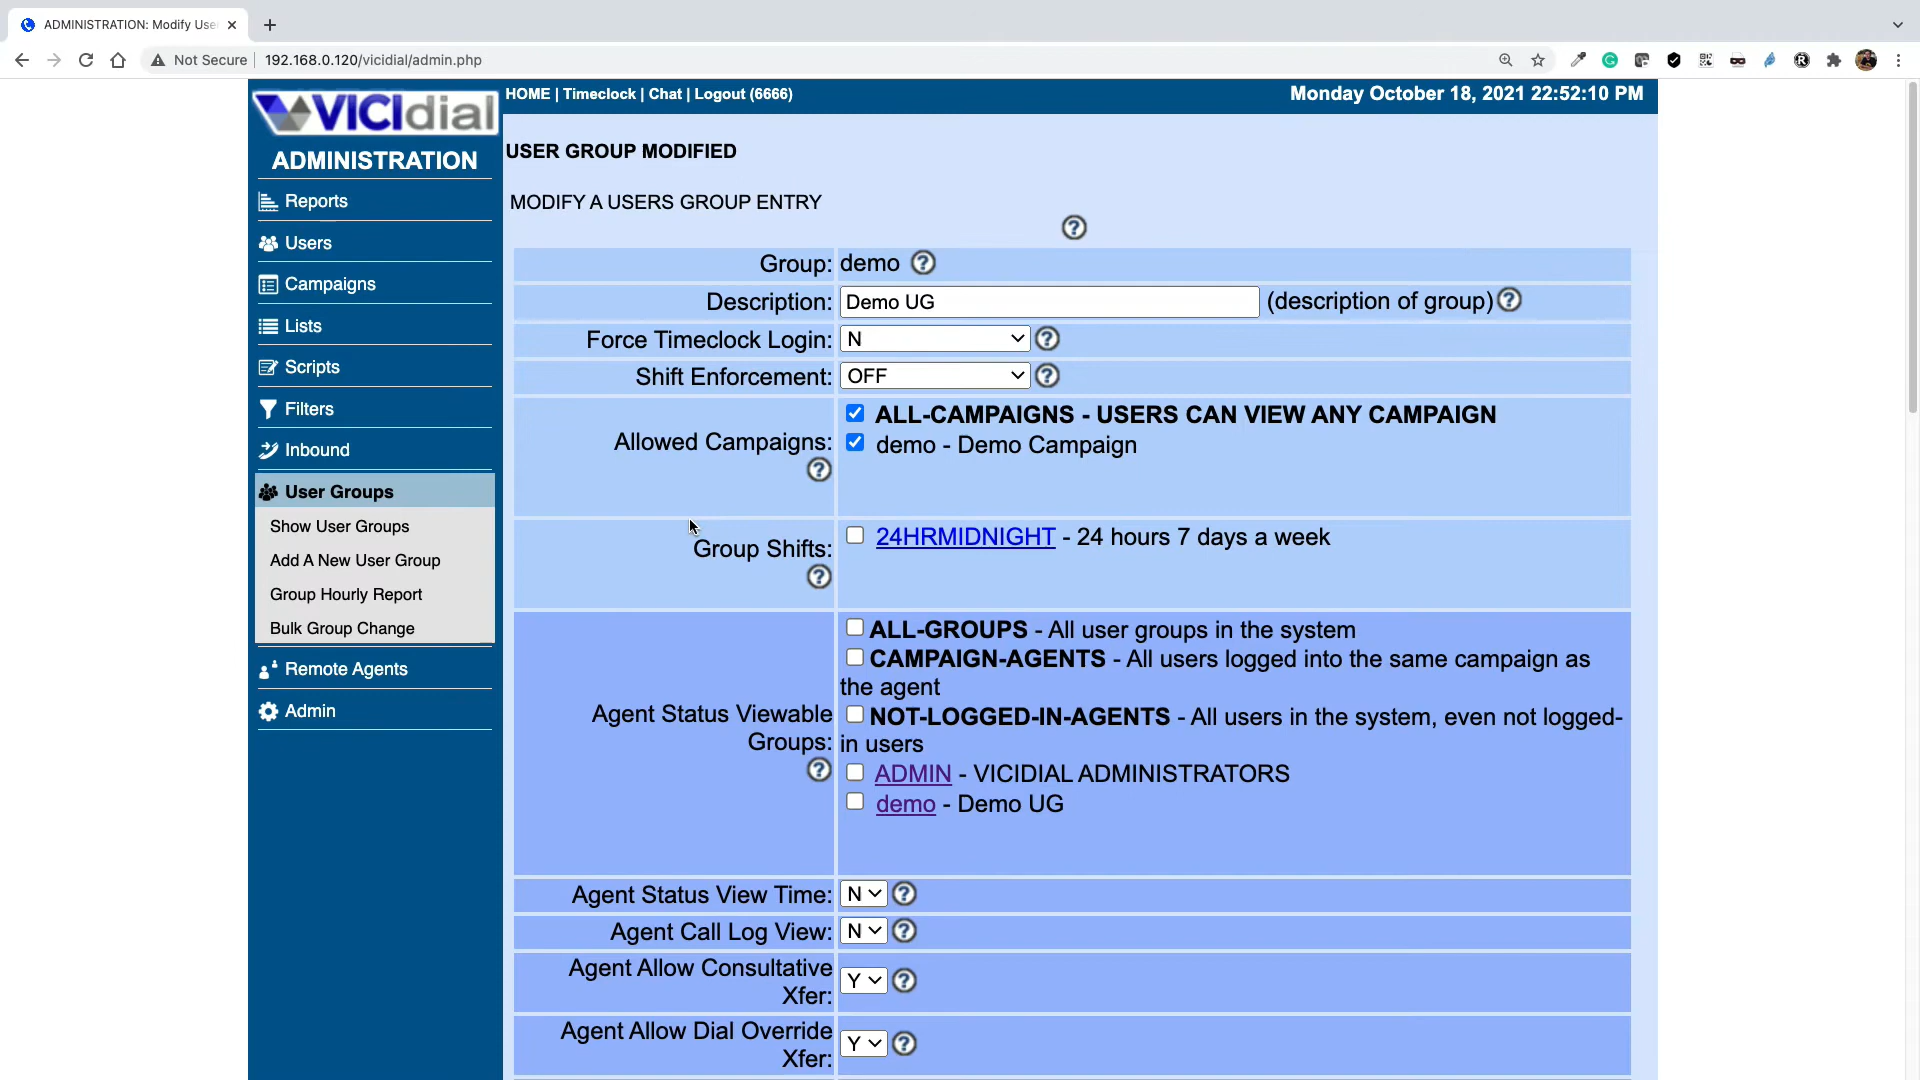 ADMINISTRATION: Modify Use
Not Secure
192.168.0.120/vicidial/admin.php
VICIdial
HOME | Timeclock | Chat | Logout (6666)
Monday October 18, 2021 22:52:10 PM
ADMINISTRATION
Reports
Users
Campaigns
Lists
Scripts
Filters
Inbound
User Groups
Show User Groups
Add A New User Group
Group Hourly Report
Bulk Group Change
Remote Agents
Admin
USER GROUP MODIFIED
MODIFY A USERS GROUP ENTRY
Group: demo
Description: Demo UG (description of group)
Force Timeclock Login: N
Shift Enforcement: OFF
Allowed Campaigns:
ALL-CAMPAIGNS - USERS CAN VIEW ANY CAMPAIGN
demo - Demo Campaign
Group Shifts:
24HRMIDNIGHT - 24 hours 7 days a week
Agent Status Viewable
Groups:
ALL-GROUPS - All user groups in the system
CAMPAIGN-AGENTS - All users logged into the same campaign as
the agent
NOT-LOGGED-IN-AGENTS - All users in the system, even not logged-
in users
ADMIN - VICIDIAL ADMINISTRATORS
demo - Demo UG
Agent Status View Time: N
Agent Call Log View: N
Agent Allow Consultative
Xfer: Y
Agent Allow Dial Override
Xfer: Y